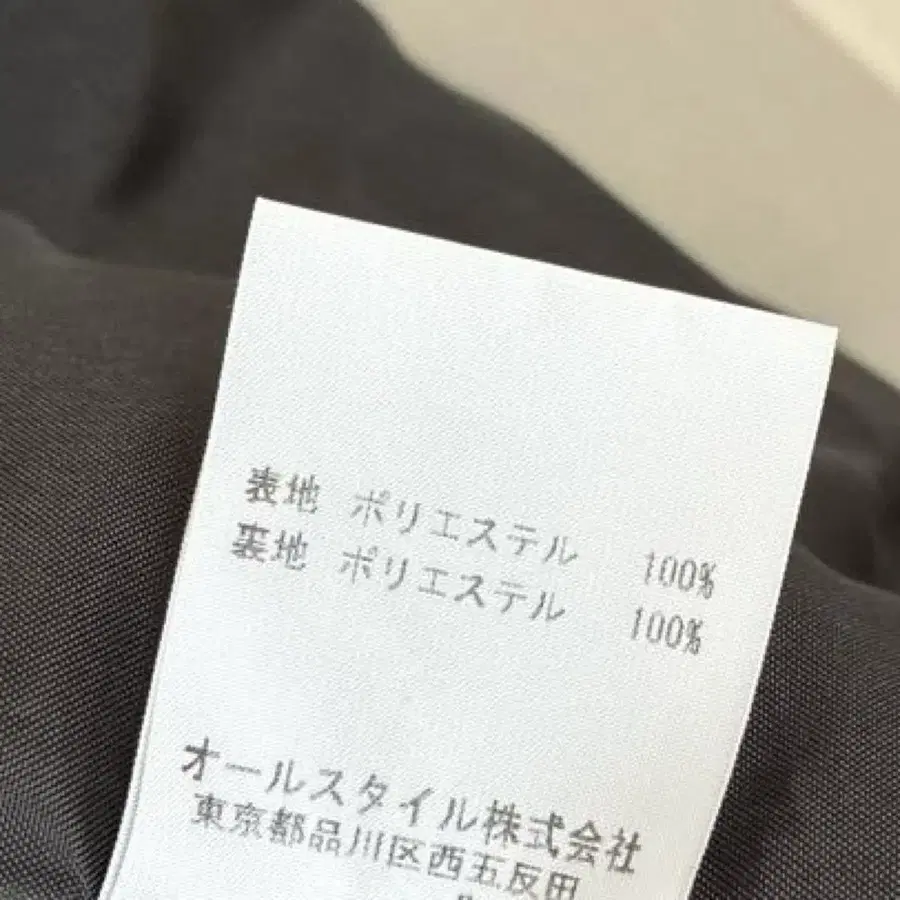 表地 ポリエステル 100%
裏地 ポリエステル 100%
オールスタイル株式会社
東京都品川区西五反田